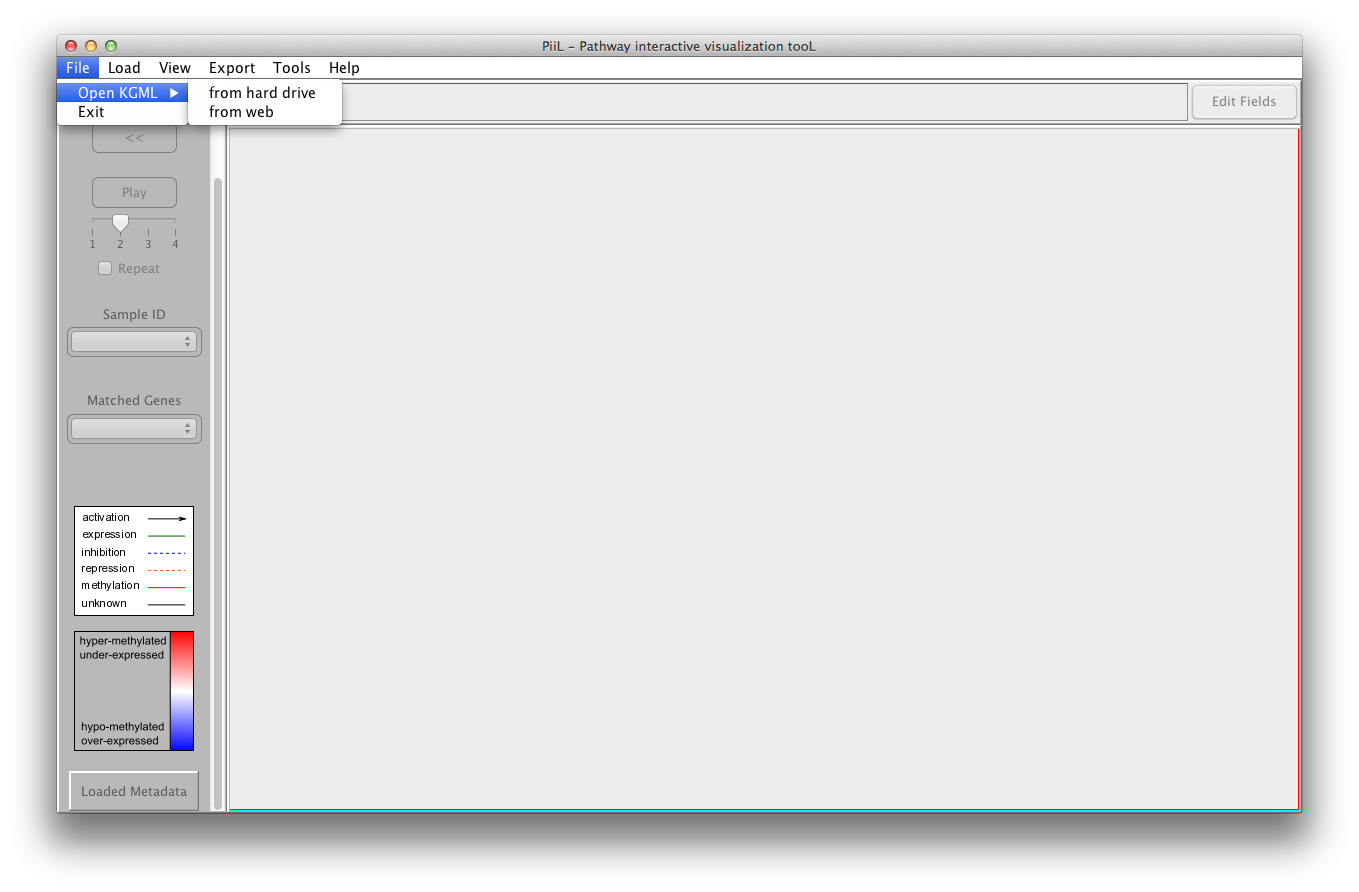 PiiL - Pathway interactive visualization tooL
File Load View Export Tools Help
Open KGML from hard drive
Exit from web
Edit Fields
<<
Play
1 2 3 4
Repeat
Sample ID
Matched Genes
activation
expression
inhibition
repression
methylation
unknown
hyper-methylated
under-expressed
hypo-methylated
over-expressed
Loaded Metadata